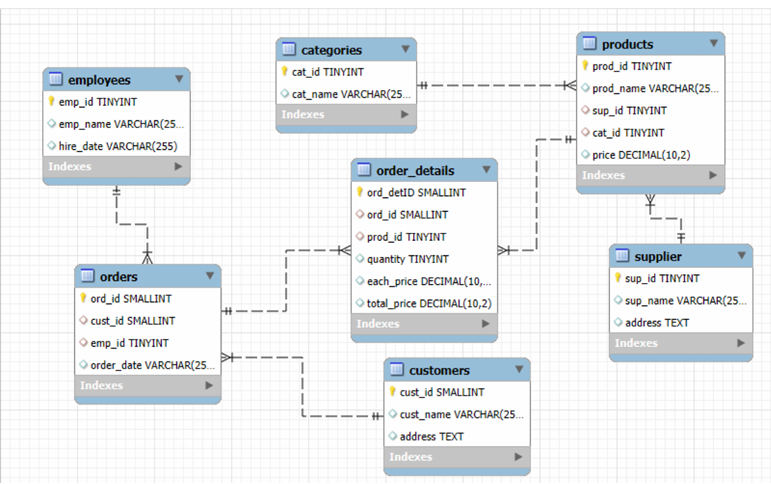 employees
emp_id TINYINT
emp_name VARCHAR(25...
hire_date VARCHAR(255)
Indexes
categories
cat_id TINYINT
cat_name VARCHAR(25...
Indexes
products
prod_id TINYINT
prod_name VARCHAR(25...
sup_id TINYINT
cat_id TINYINT
price DECIMAL(10,2)
Indexes
order_details
ord_detID SMALLINT
ord_id SMALLINT
prod_id TINYINT
quantity TINYINT
each_price DECIMAL(10,...
total_price DECIMAL(10,2)
Indexes
orders
ord_id SMALLINT
cust_id SMALLINT
emp_id TINYINT
order_date VARCHAR(25...
Indexes
supplier
sup_id TINYINT
sup_name VARCHAR(25...
address TEXT
Indexes
customers
cust_id SMALLINT
cust_name VARCHAR(25...
address TEXT
Indexes